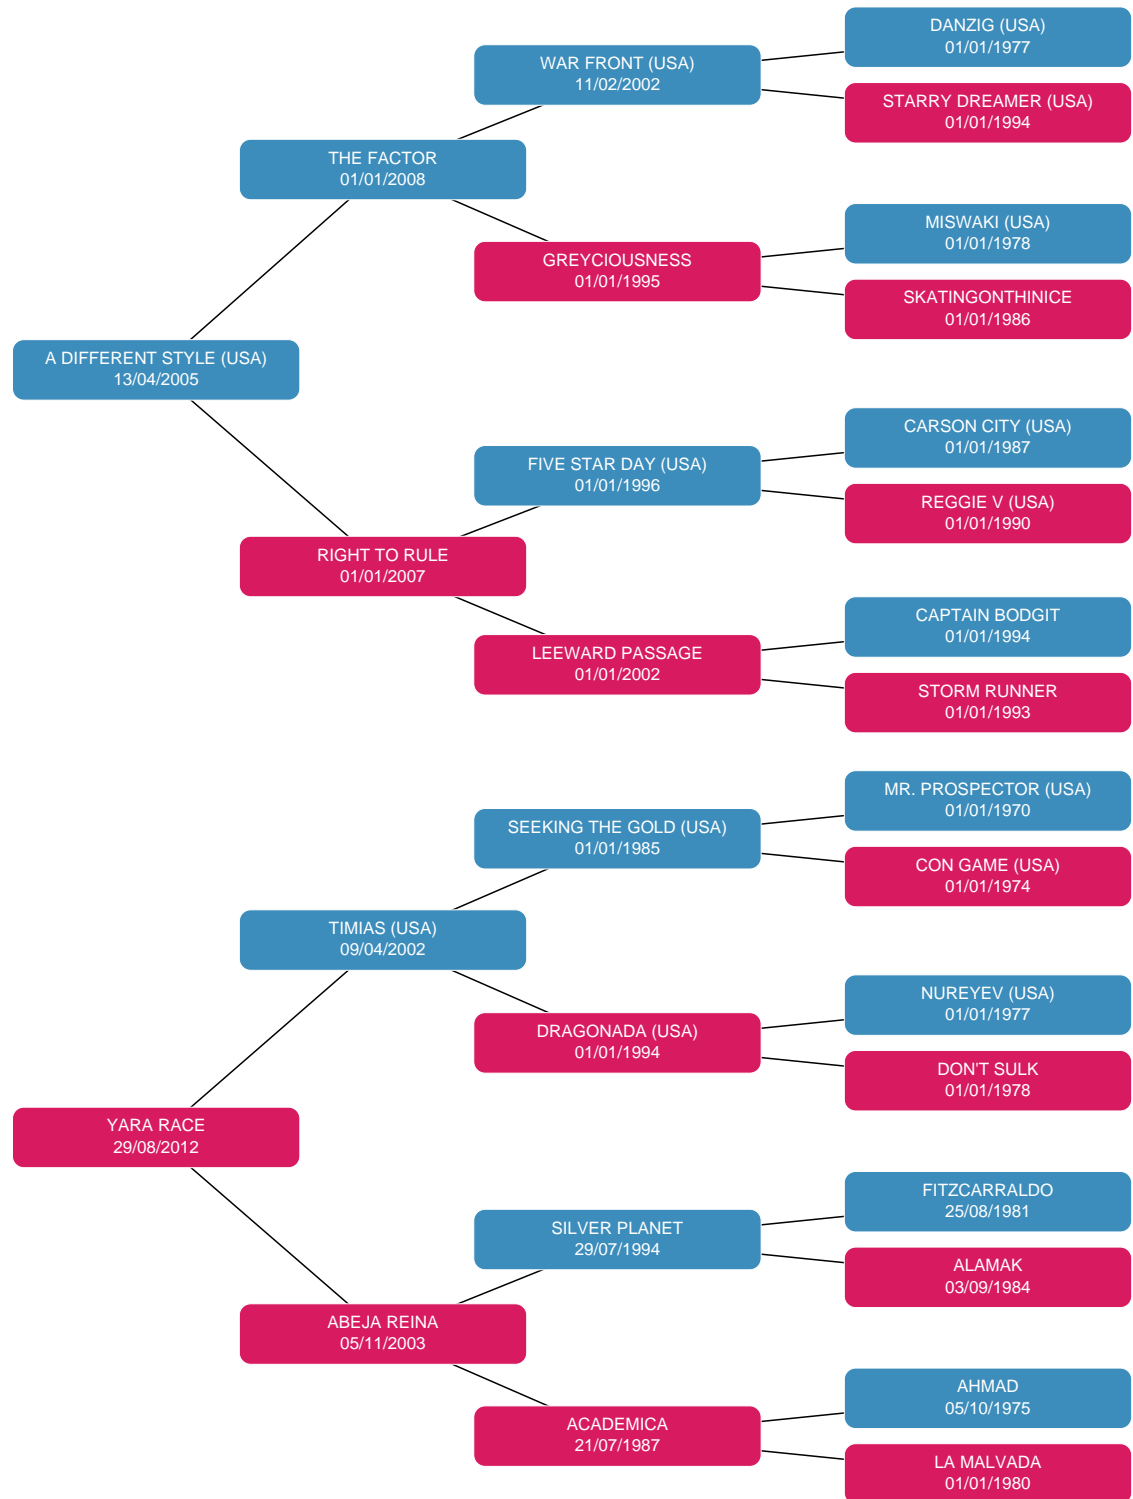 DANZIG (USA)
01/01/1977
WAR FRONT (USA)
11/02/2002
STARRY DREAMER (USA)
01/01/1994
THE FACTOR
01/01/2008
MISWAKI (USA)
01/01/1978
GREYCIOUSNESS
01/01/1995
SKATINGONTHINICE
01/01/1986
A DIFFERENT STYLE (USA)
13/04/2005
CARSON CITY (USA)
01/01/1987
FIVE STAR DAY (USA)
01/01/1996
REGGIE V (USA)
01/01/1990
RIGHT TO RULE
01/01/2007
CAPTAIN BODGIT
01/01/1994
LEEWARD PASSAGE
01/01/2002
STORM RUNNER
01/01/1993
MR. PROSPECTOR (USA)
01/01/1970
SEEKING THE GOLD (USA)
01/01/1985
CON GAME (USA)
01/01/1974
TIMIAS (USA)
09/04/2002
NUREYEV (USA)
01/01/1977
DRAGONADA (USA)
01/01/1994
DON'T SULK
01/01/1978
YARA RACE
29/08/2012
FITZCARRALDO
25/08/1981
SILVER PLANET
29/07/1994
ALAMAK
03/09/1984
ABEJA REINA
05/11/2003
AHMAD
05/10/1975
ACADEMICA
21/07/1987
LA MALVADA
01/01/1980